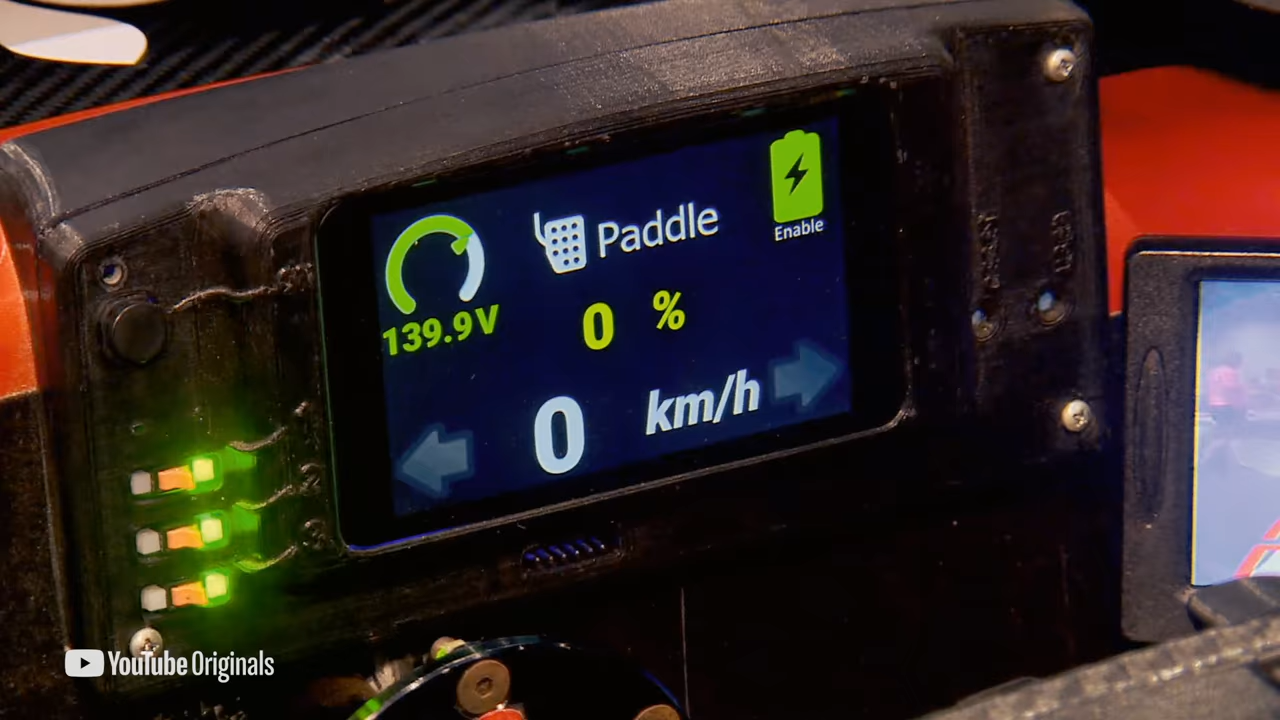 Paddle
Enable
139.9V
0 %
0 km/h
YouTube Originals